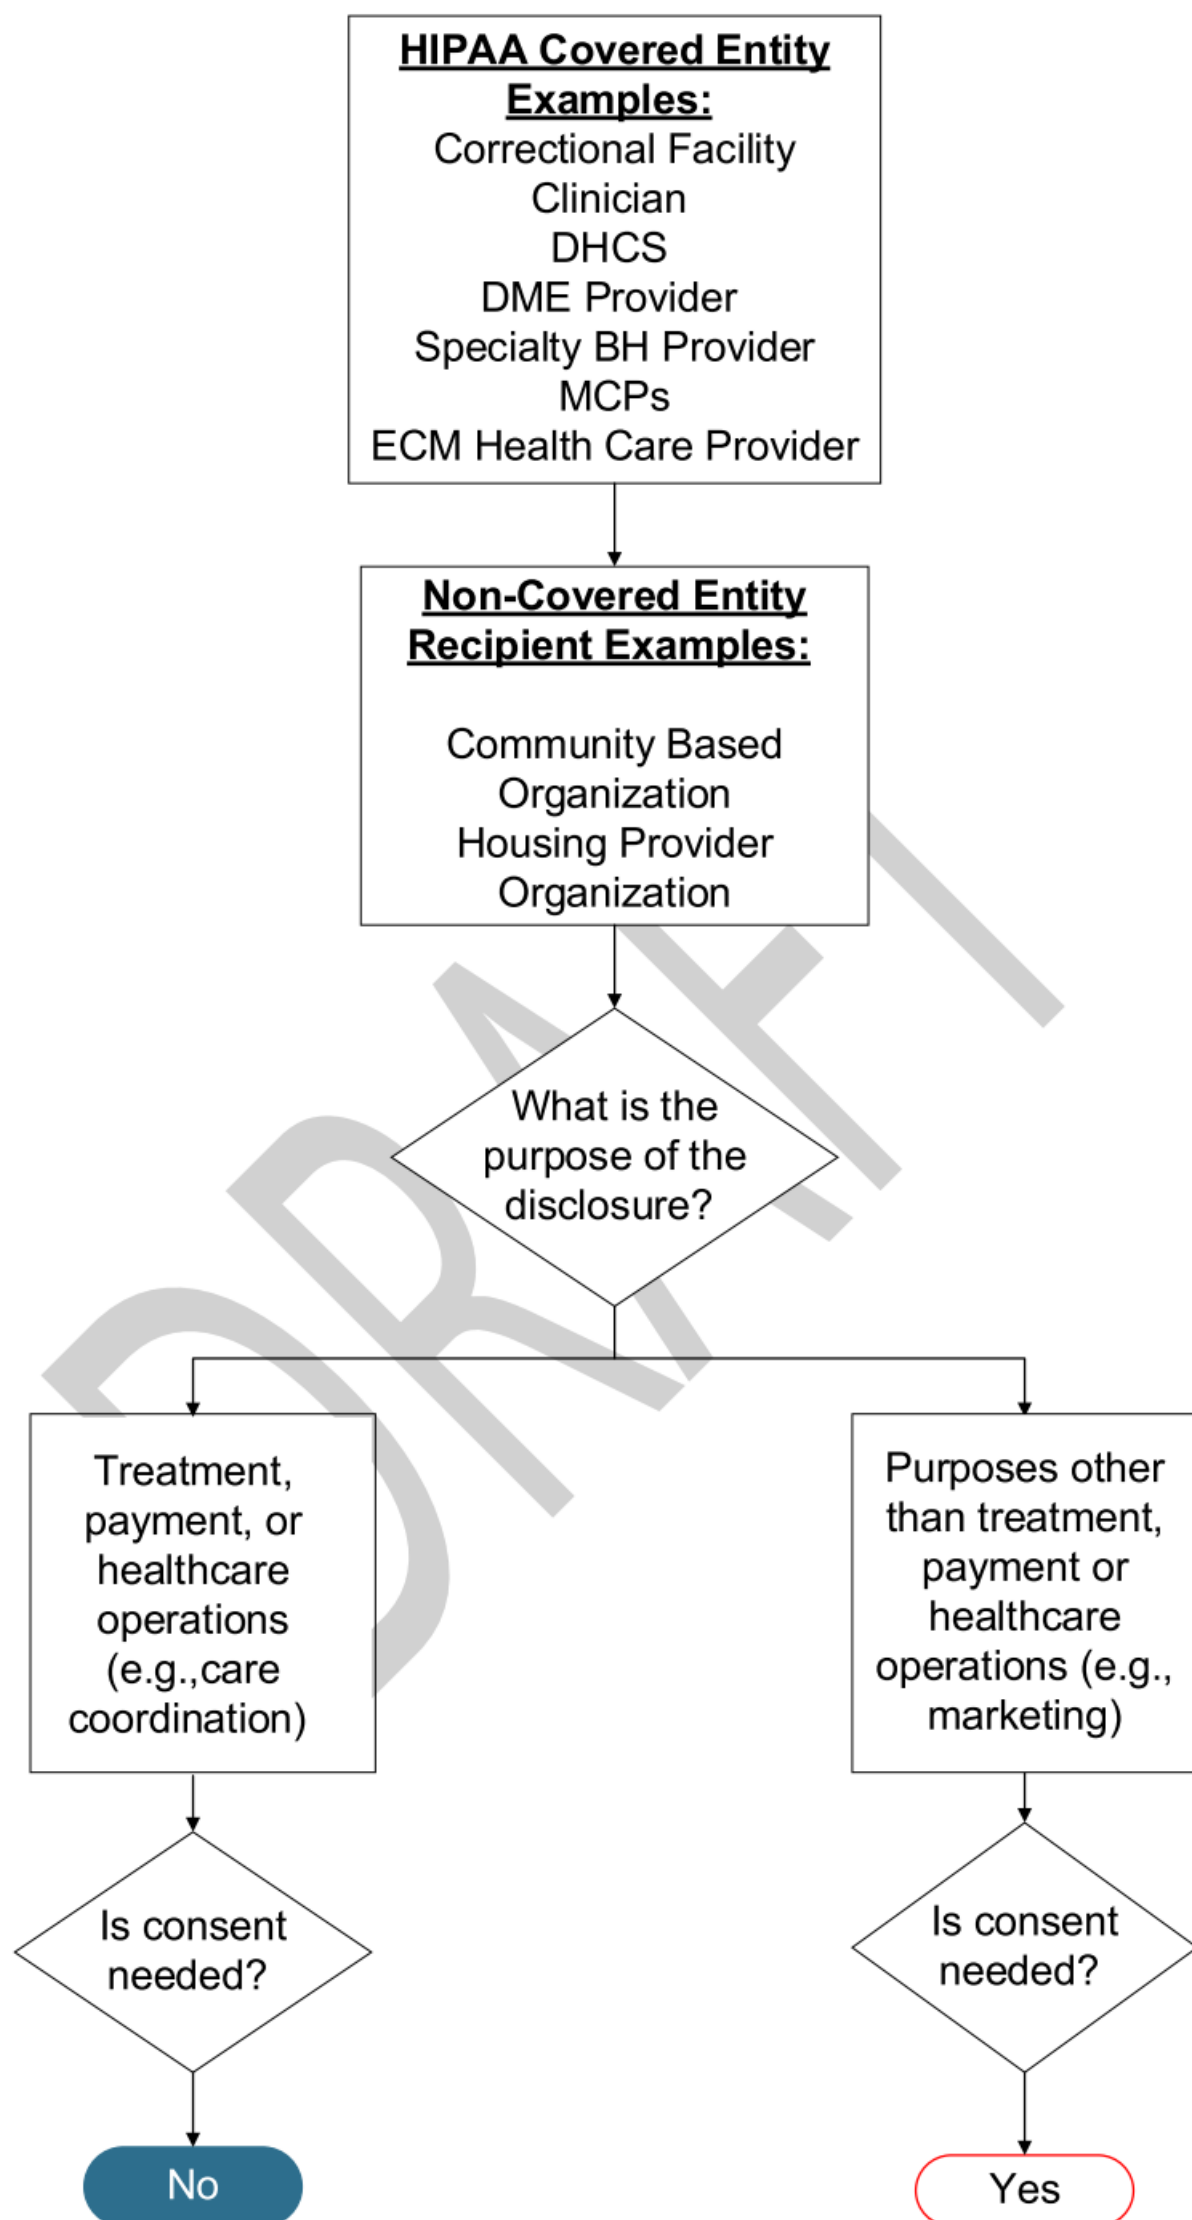 HIPAA Covered Entity
Examples:
Correctional Facility
Clinician
DHCS
DME Provider
Specialty BH Provider
MCPs
ECM Health Care Provider
Non-Covered Entity
Recipient Examples:
Community Based
Organization
Housing Provider
Organization
DRAFT
What is the
purpose of the
disclosure?
Treatment,
payment, or
healthcare
operations
(e.g.,care
coordination)
Purposes other
than treatment,
payment or
healthcare
operations (e.g.,
marketing)
Is consent
needed?
Is consent
needed?
No
Yes